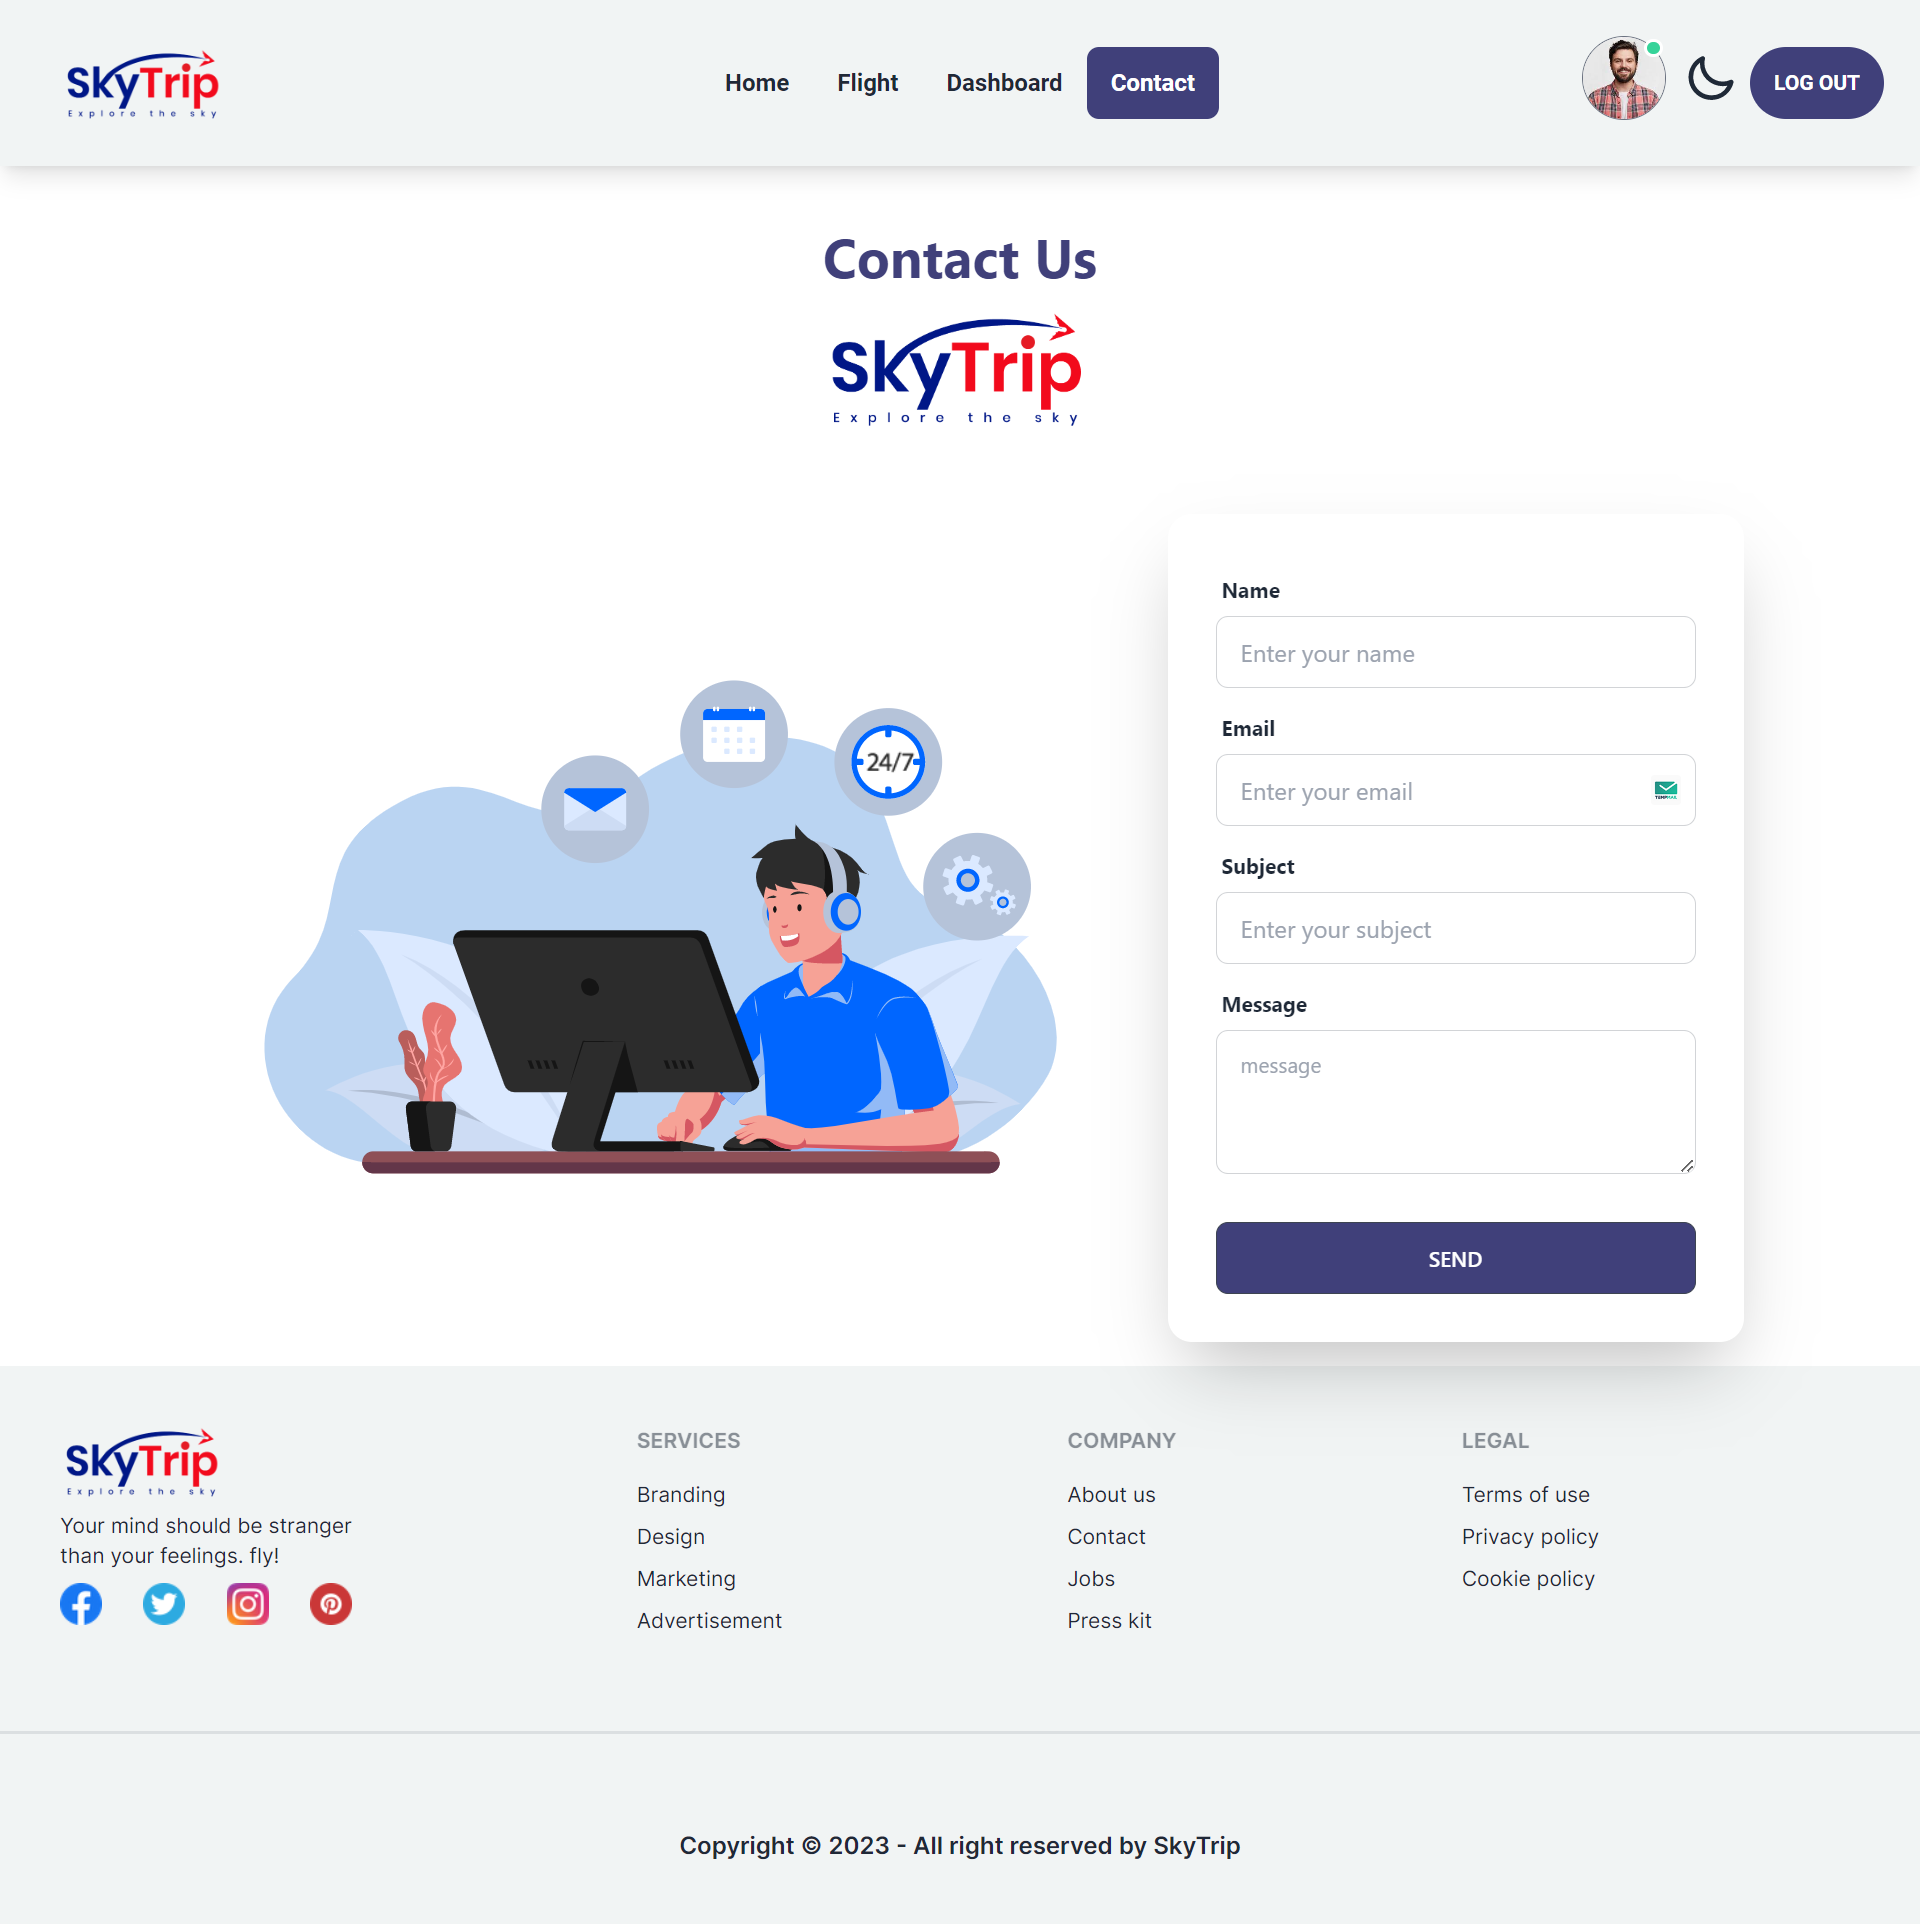 SkyTrip
Explore the sky
Home
Flight
Dashboard
Contact
LOG OUT
Contact Us
SkyTrip
Explore the sky
24/7
Name
Enter your name
Email
Enter your email
TEMPMAIL
Subject
Enter your subject
Message
message
SEND
SkyTrip
Explore the sky
Your mind should be stranger
than your feelings. fly!
SERVICES
Branding
Design
Marketing
Advertisement
COMPANY
About us
Contact
Jobs
Press kit
LEGAL
Terms of use
Privacy policy
Cookie policy
Copyright © 2023 - All right reserved by SkyTrip